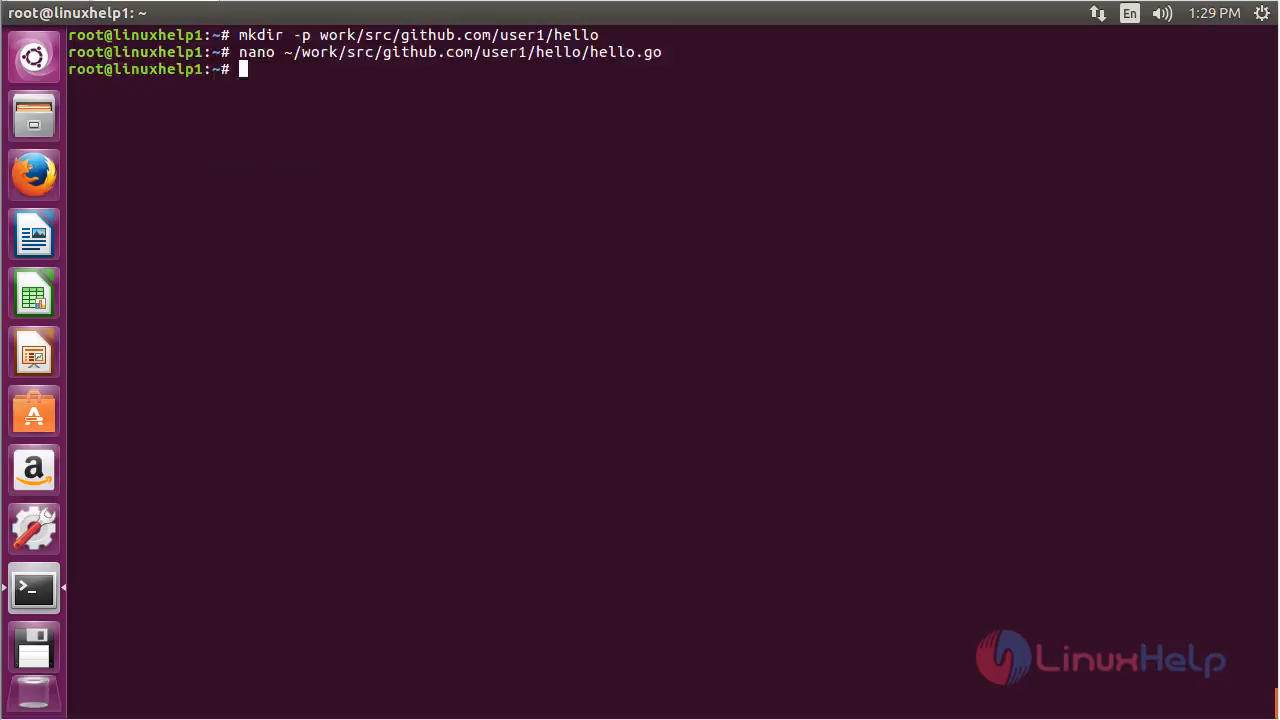 root@linuxhelp1: ~
En
1:29 PM
root@linuxhelp1:~# mkdir -p work/src/github.com/user1/hello
root@linuxhelp1:~# nano ~/work/src/github.com/user1/hello/hello.go
root@linuxhelp1:~#
LinuxHelp